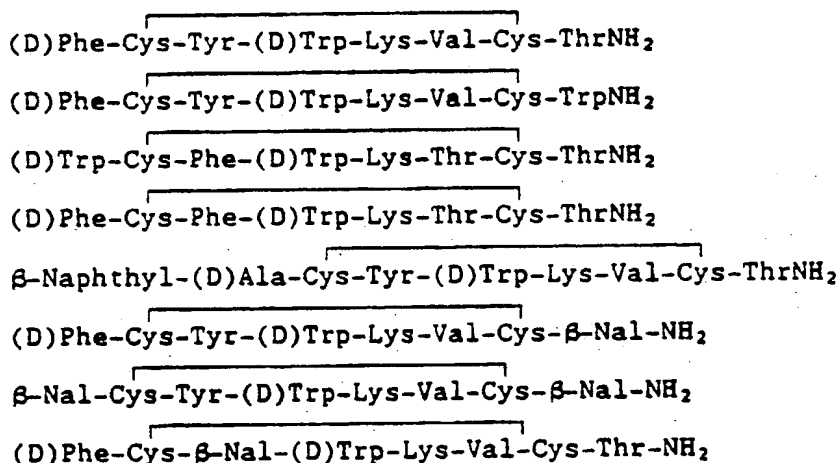 (D)Phe-Cys-Tyr-(D)Trp-Lys-Val-Cys-ThrNH₂
(D)Phe-Cys-Tyr-(D)Trp-Lys-Val-Cys-TrpNH₂
(D)Trp-Cys-Phe-(D)Trp-Lys-Thr-Cys-ThrNH₂
(D)Phe-Cys-Phe-(D)Trp-Lys-Thr-Cys-ThrNH₂
β-Naphthyl-(D)Ala-Cys-Tyr-(D)Trp-Lys-Val-Cys-ThrNH₂
(D)Phe-Cys-Tyr-(D)Trp-Lys-Val-Cys-β-Nal-NH₂
β-Nal-Cys-Tyr-(D)Trp-Lys-Val-Cys-β-Nal-NH₂
(D)Phe-Cys-β-Nal-(D)Trp-Lys-Val-Cys-Thr-NH₂